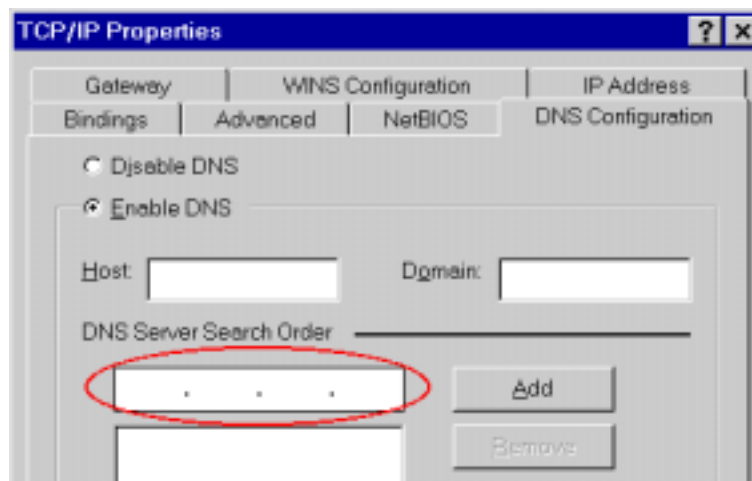 TCP/IP Properties ? ×
Gateway WINS Configuration IP Address
Bindings Advanced NetBIOS DNS Configuration
Disable DNS
Enable DNS
Host: Domain:
DNS Server Search Order
. . . Add
Remove